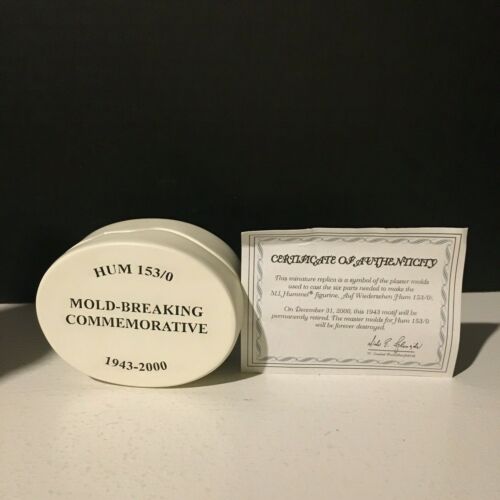 HUM 153/0
MOLD-BREAKING
COMMEMORATIVE
1943-2000
CERTIFICATE OF AUTHENTICITY
This miniature replica is a symbol of the plaster molds
used to cast the six parts needed to make the
M.I. Hummel® figurine, Auf Wiedersehen (Hum 153/0).
On December 31, 2000, this 1943 motif will be
permanently retired. The master molds for Hum 153/0
will be forever destroyed.